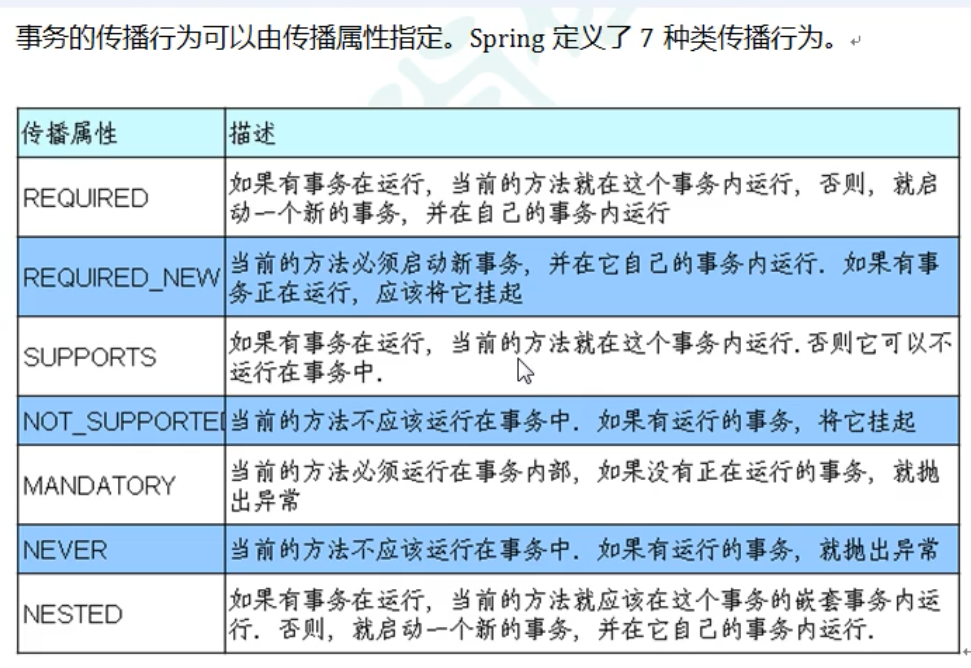 事务的传播行为可以由传播属性指定。Spring 定义了 7 种类传播行为。
传播属性
描述
REQUIRED
如果有事务在运行，当前的方法就在这个事务内运行，否则，就启
动一个新的事务，并在自己的事务内运行
REQUIRED_NEW
当前的方法必须启动新事务，并在它自己的事务内运行. 如果有事
务正在运行，应该将它挂起
SUPPORTS
如果有事务在运行，当前的方法就在这个事务内运行.否则它可以不
运行在事务中.
NOT_SUPPORTED
当前的方法不应该运行在事务中. 如果有运行的事务，将它挂起
MANDATORY
当前的方法必须运行在事务内部，如果没有正在运行的事务，就抛
出异常
NEVER
当前的方法不应该运行在事务中. 如果有运行的事务，就抛出异常
NESTED
如果有事务在运行，当前的方法就应该在这个事务的嵌套事务内运
行. 否则，就启动一个新的事务，并在它自己的事务内运行.